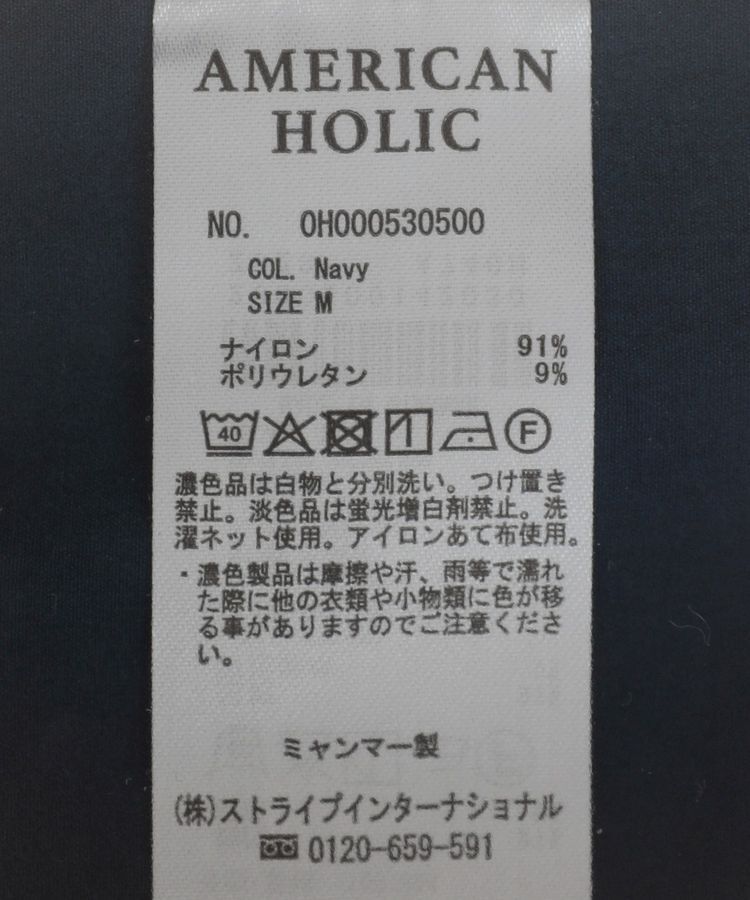 AMERICAN
HOLIC
NO. 0H000530500
COL. Navy
SIZE M
ナイロン 91%
ポリウレタン 9%
40 F
濃色品は白物と分別洗い。つけ置き
禁止。淡色品は蛍光増白剤禁止。洗
濯ネット使用。アイロンあて布使用。
・濃色製品は摩擦や汗、雨等で濡れ
た際に他の衣類や小物類に色が移
る事がありますのでご注意くださ
い。
ミャンマー製
(株)ストライプインターナショナル
0120-659-591